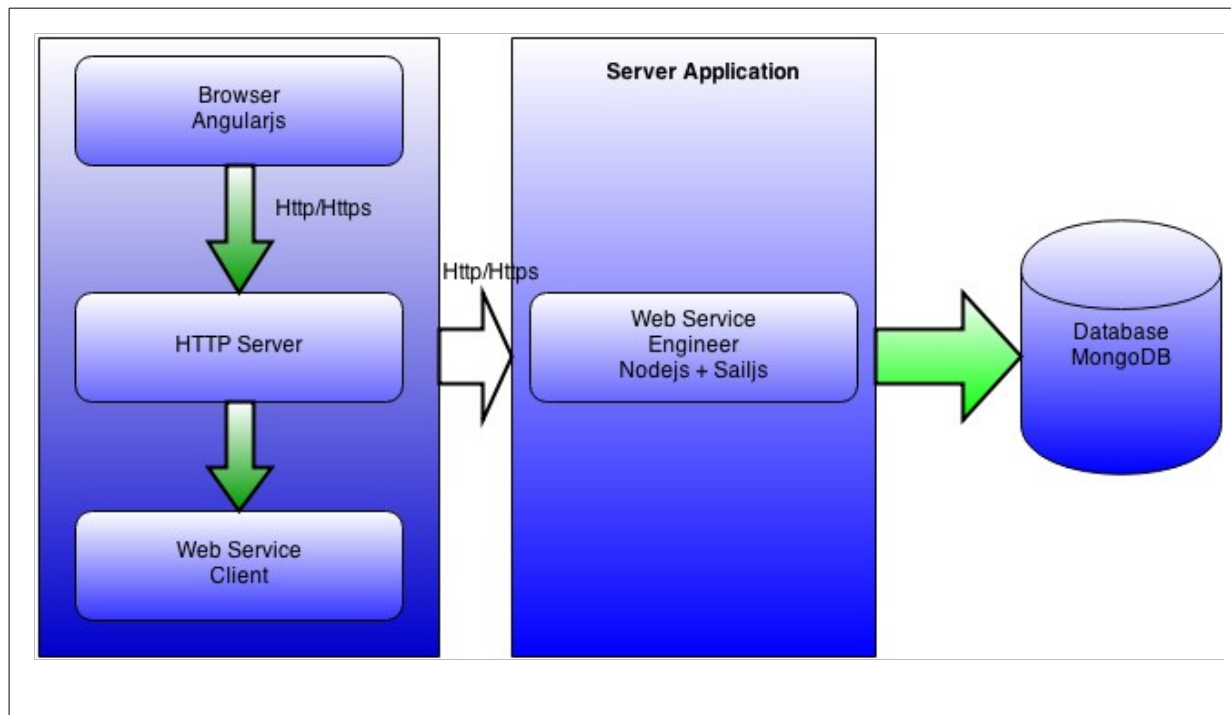 Browser
Angularjs
Http/Https
HTTP Server
Web Service
Client
Http/Https
Server Application
Web Service
Engineer
Nodejs + Sailjs
Database
MongoDB